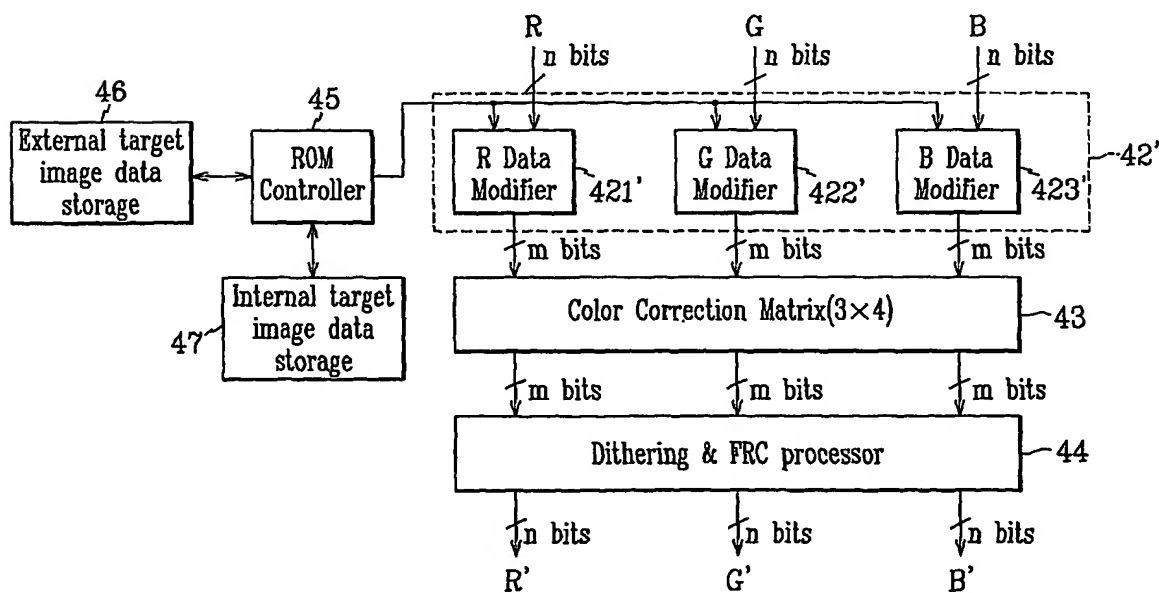 R G B
n bits n bits n bits
46 45
External target
image data
storage
ROM
Controller
R Data
Modifier
421'
G Data
Modifier
422'
B Data
Modifier
423'
42'
m bits m bits m bits
Internal target
image data
storage
47
Color Correction Matrix(3×4)
43
m bits m bits m bits
Dithering & FRC processor
44
n bits n bits n bits
R' G' B'